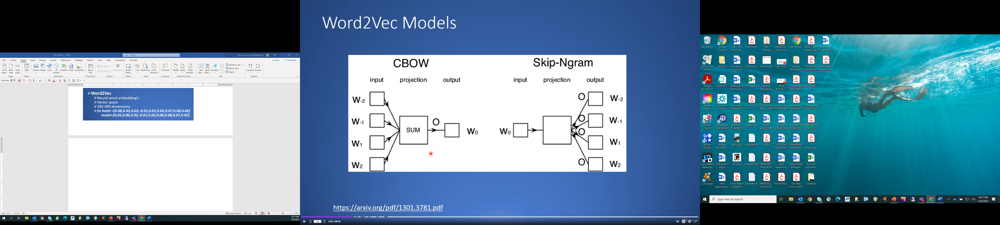 Document1 - Word
Search
Houze, Thomas (NIH/NIAID) [E]
TH
File Home Insert Draw Design Layout References Mailings Review View Help Grammarly Acrobat
Share Comments
Cover Page Blank Page Page Break
Table
Pictures Shapes Icons 3D Models SmartArt Chart Screenshot
Reuse Files
Get Add-ins
My Add-ins
Wikipedia
Online Videos
Link Bookmark Cross-reference
Comment
Header Footer Page Number
Text Box Quick Parts WordArt Drop Cap
Signature Line
Date & Time
Object
Equation Symbol
Pages Tables Illustrations Reuse Files Add-ins Media Links Comments Header & Footer Text Symbols
AutoSave Off
➢Word2Vec
➢Neural word embedding's
➢Vector space
➢200-400 dimensions
➢Ex hotel ={0.06,0.05,0.03,-0.01,0.01,0.05,0.07,0.08,0.06}
motel={0.05,0.06,0.02,-0.01,0.02,0.06,0.08,0.07,0.05}
Page 5 of 6 0 words
Display Settings Focus 100%
10:17 PM
1/26/2022
Word2Vec Models
CBOW
input projection output
W-2
W-1
W1
W2
SUM
O
W0
Skip-Ngram
input projection output
W0
O W-2
O W-1
O W1
O W2
https://arxiv.org/pdf/1301.3781.pdf
1x 3:55 / 30:19
Recycle Bin
Google Chrome
FAC-COR Certificati...
ThomasHou...
COR-1 Training
PMAP2022 - Thomas H...
Retirement...
ARAC - AIDS Research A...
Thomas_Ho... Consultatio...
Access Card Utility
Desktop
ThomasHou... of Accompli...
ThomasHou...
meeting-8...
CaptureScr...
Federal Retirement
Predicting Translation...
sciadv.aaw7... choice cont...
Adobe Acrobat DC
000000003...
What are the main comp...
ThomasHou...
Federal Appropriati...
Total Portfolio ...
The Terrapin Beach Park...
Bio-IT-Worl...
Adobe Creati...
Amazon Chime
ThomasHou... - After Acti...
Invoice_93...
COVID Home Tests _ USPS
It's possible to retire ear...
Motherland Kitchen (E...
CPRB Agenda 2022.01.25
Brother Creati...
Office Editor Documents
Monica - Pump Bott...
Updated_Th...
How to access COR...
Buy back military time
Stop Saving Student De...
CPRB Agenda 2022.01.25
Brother Utilities
INITIAL FAC-COR C...
IMG_2421
LeslieWords
sf-50
2022 Thrift Savings Pla...
Retirement Milestones
T. Houze_Sup...
Cisco Webex Meetings
COR Level-1 login
HG Logo
LeslieWords1
PMAP2022 - Thomas H...
AIDS research re...
Legal Shield Emergenc...
Price od discounte...
Cytoscape
HHS Appropriati...
Drone Repair _ Gadget G...
LeslieWord...
PMAP2022 - Thomas H...
ThomasHou...
Get Help from a Traff...
SandBox
Type here to search
10:17 PM
1/26/2022